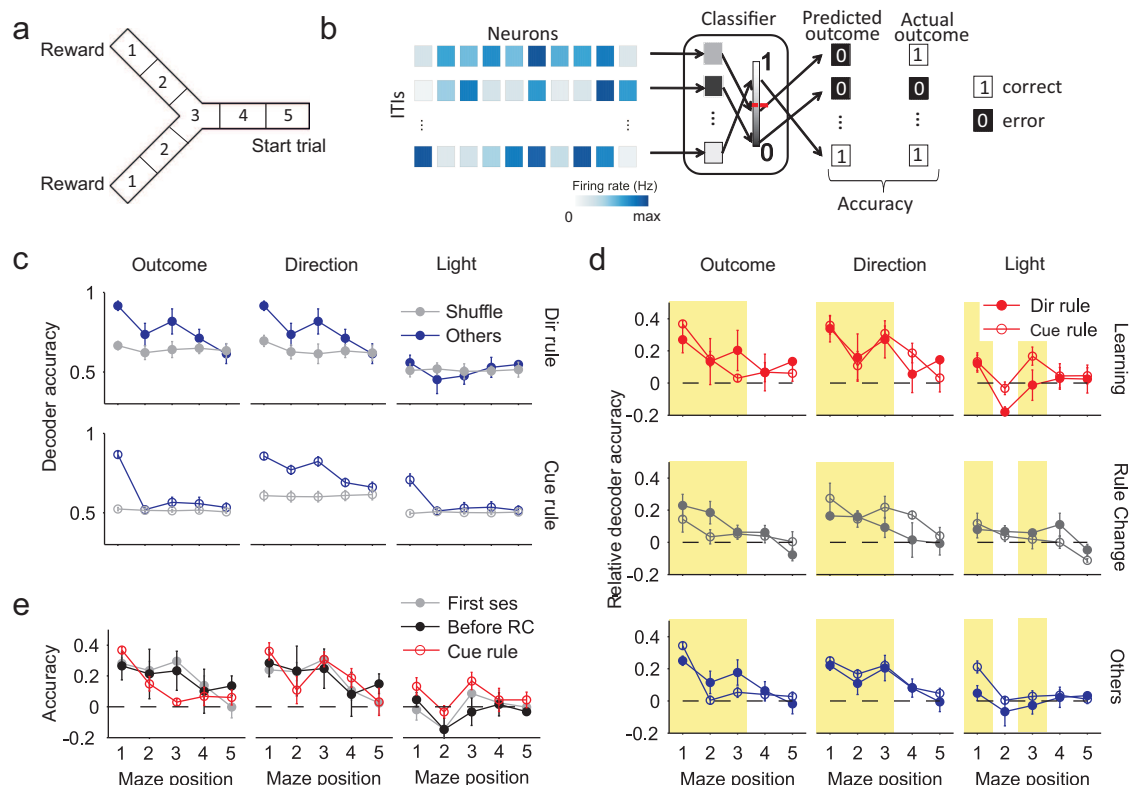 a
Reward
1
2
3
4
5
Start trial
2
1
Reward
b
Neurons
ITIs
Classifier
Predicted outcome
Actual outcome
1
0
0
1
0
0
1
1
1 correct
0 error
Accuracy
Firing rate (Hz)
0
max
c
Outcome
Direction
Light
1
0.5
Decoder accuracy
Shuffle
Others
Dir rule
1
0.5
Cue rule
d
Outcome
Direction
Light
Relative decoder accuracy
0.4
0.2
0
-0.2
Dir rule
Cue rule
Learning
0.4
0.2
0
-0.2
Rule Change
0.4
0.2
0
-0.2
Others
1 2 3 4 5
1 2 3 4 5
1 2 3 4 5
Maze position
Maze position
Maze position
e
First ses
Before RC
Cue rule
Accuracy
0.4
0.2
0
-0.2
1 2 3 4 5
1 2 3 4 5
1 2 3 4 5
Maze position
Maze position
Maze position